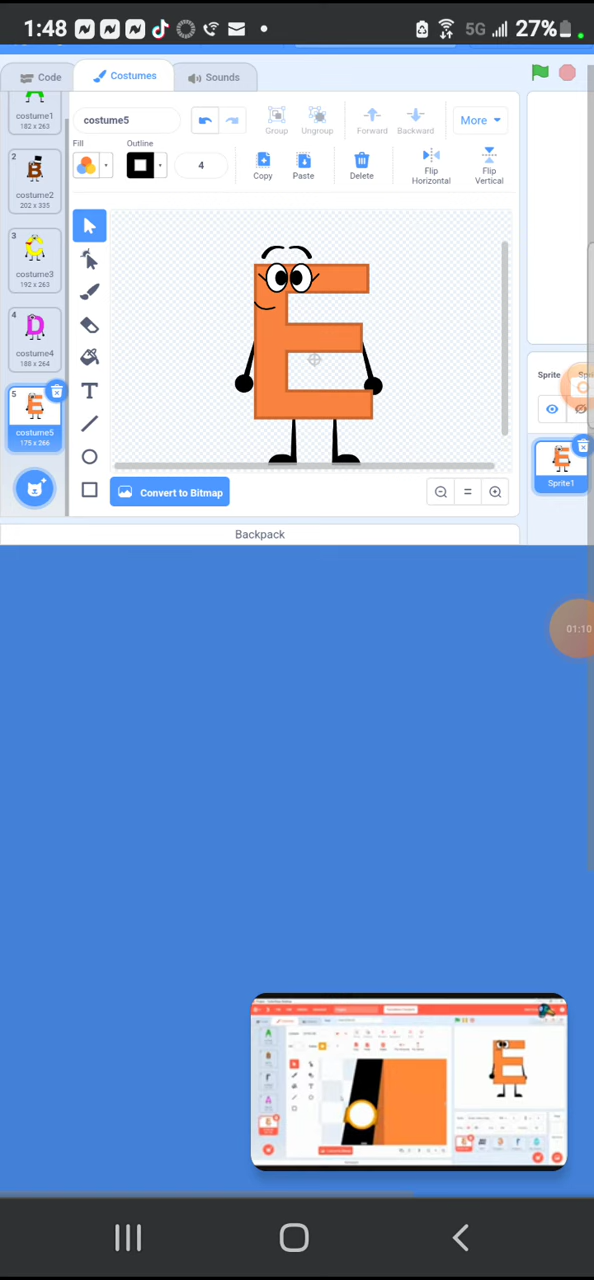 1:48
5G
27%
Code
Costumes
Sounds
costume1
182 x 263
costume5
Group
Ungroup
Forward
Backward
More
Fill
Outline
4
Copy
Paste
Delete
Flip
Horizontal
Flip
Vertical
2
B
costume2
202 x 335
3
C
costume3
192 x 263
4
D
costume4
188 x 264
5
E
costume5
175 x 266
E
T
Convert to Bitmap
Sprite
Spr
E
Sprite1
Backpack
01:10
E